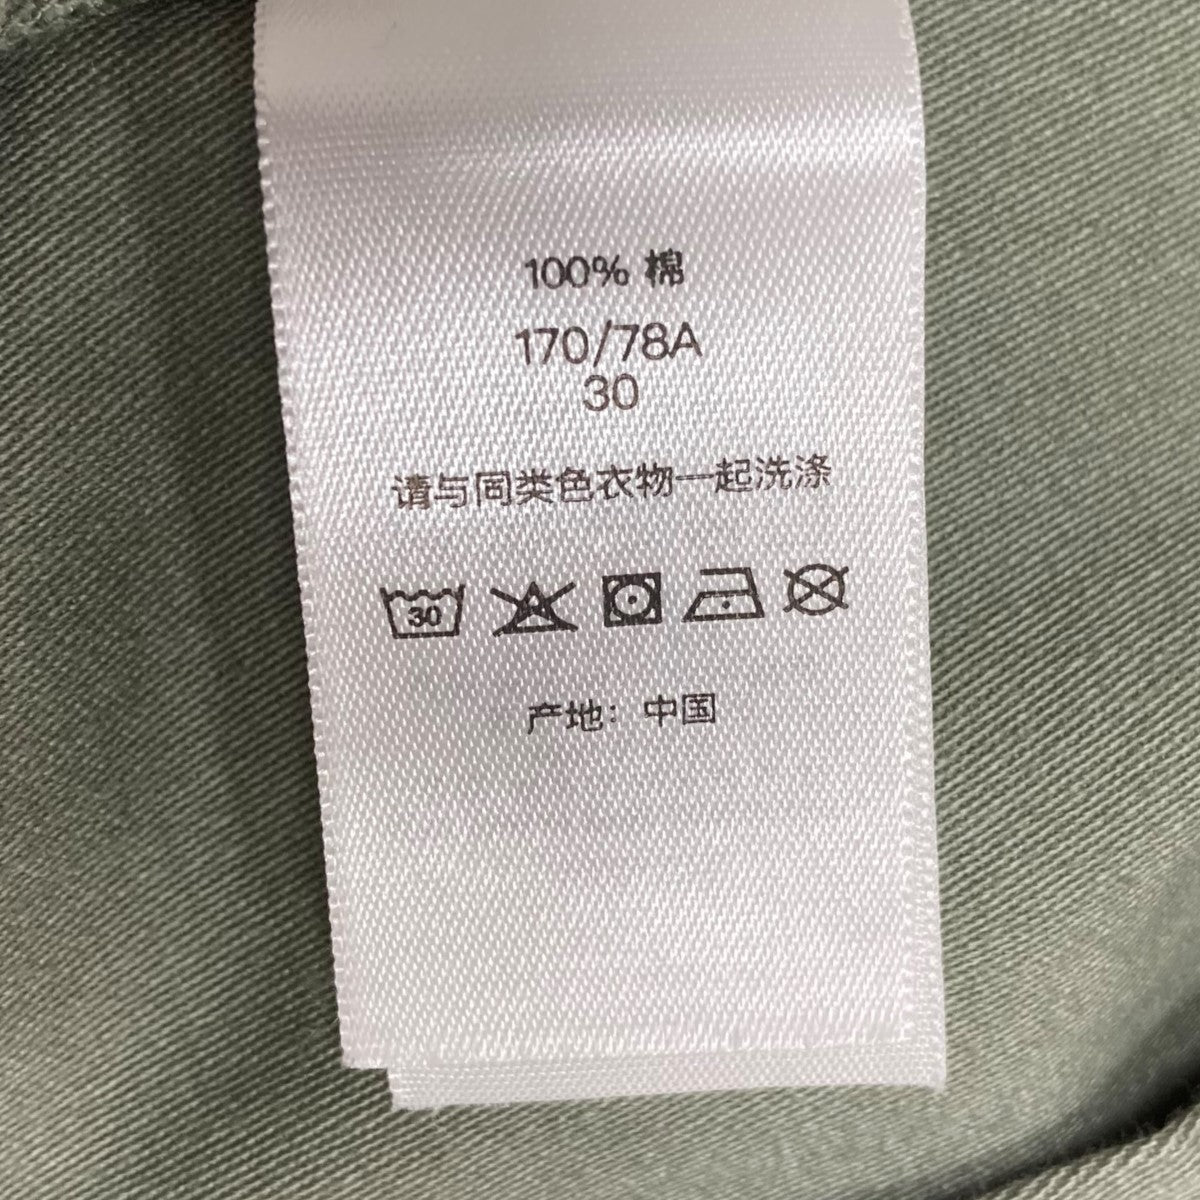 100% 棉
170/78A
30
请与同类色衣物一起洗涤
30
产地: 中国